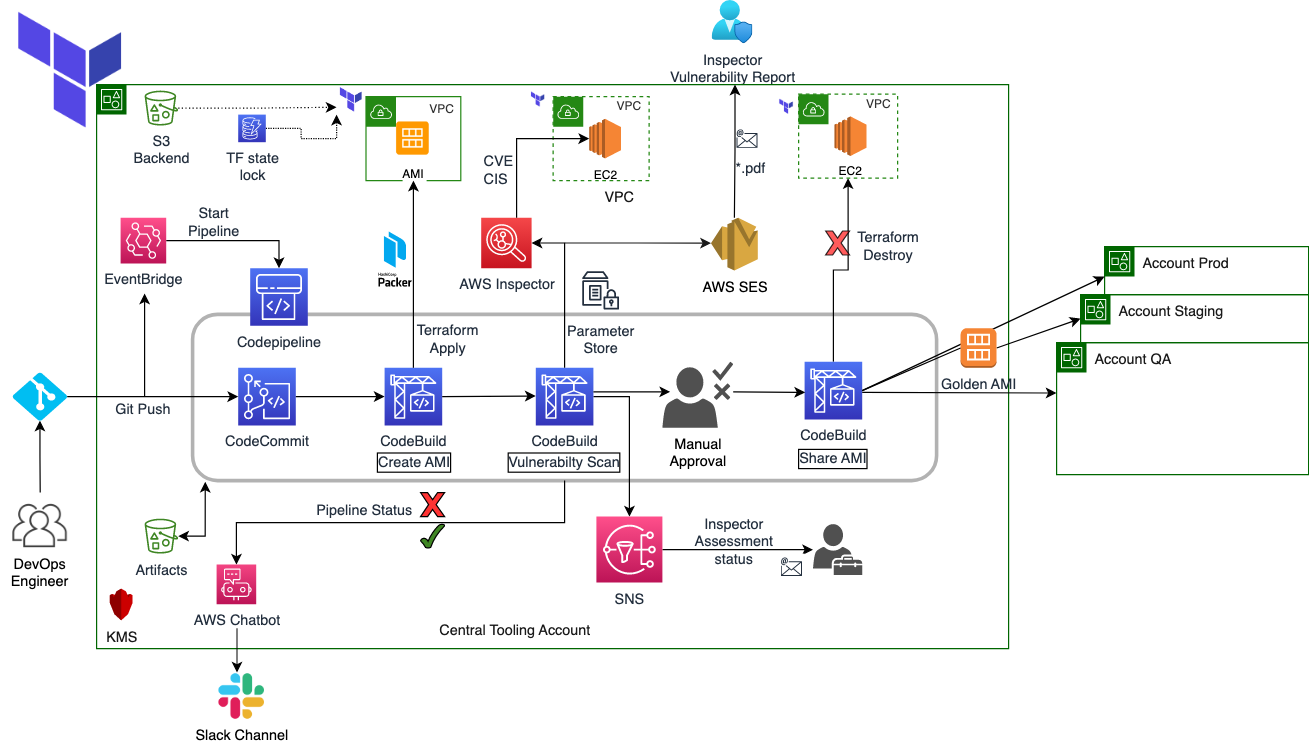 Inspector
Vulnerability Report
S3
Backend
TF state
lock
VPC
AMI
VPC
EC2
VPC
CVE
CIS
@
*.pdf
VPC
EC2
Start
Pipeline
EventBridge
HashiCorp
Packer
AWS Inspector
AWS SES
Terraform
Destroy
Codepipeline
Terraform
Apply
Parameter
Store
Account Prod
Account Staging
Account QA
Golden AMI
Git Push
CodeCommit
CodeBuild
Create AMI
CodeBuild
Vulnerabilty Scan
Manual
Approval
CodeBuild
Share AMI
DevOps
Engineer
Artifacts
Pipeline Status
Inspector
Assessment
status
@
SNS
AWS Chatbot
KMS
Central Tooling Account
Slack Channel